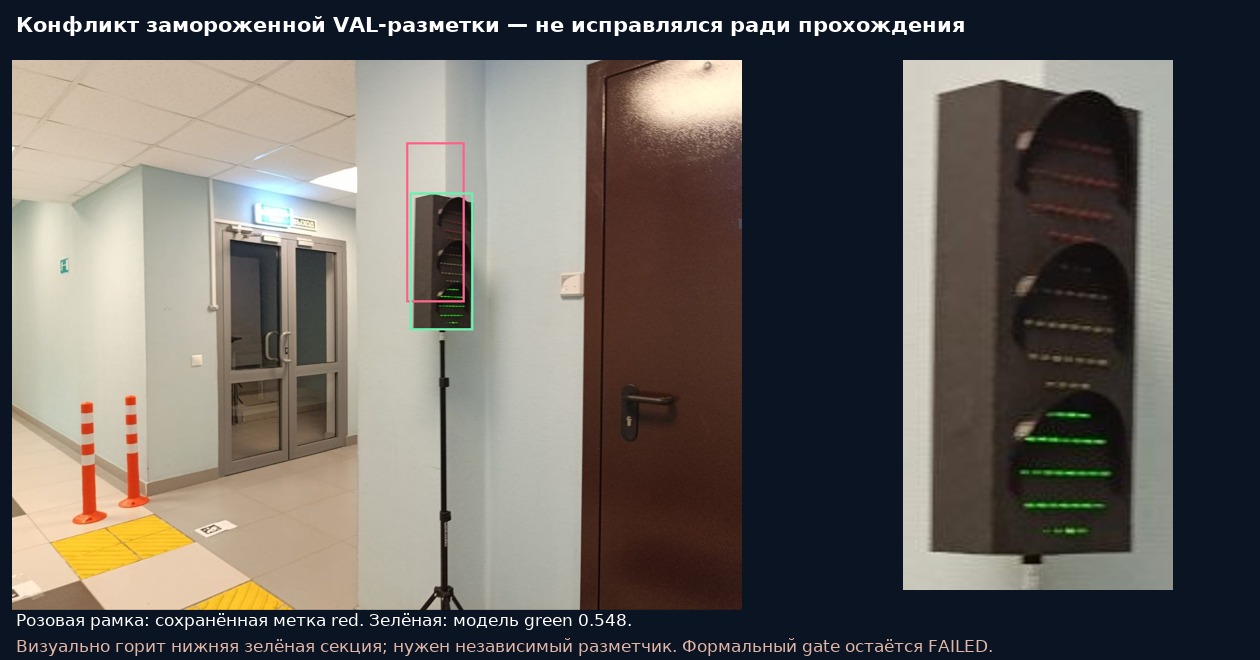 Конфликт замороженной VAL-разметки — не исправлялся ради прохождения
Розовая рамка: сохранённая метка red. Зелёная: модель green 0.548.
Визуально горит нижняя зелёная секция; нужен независимый разметчик. Формальный gate остаётся FAILED.